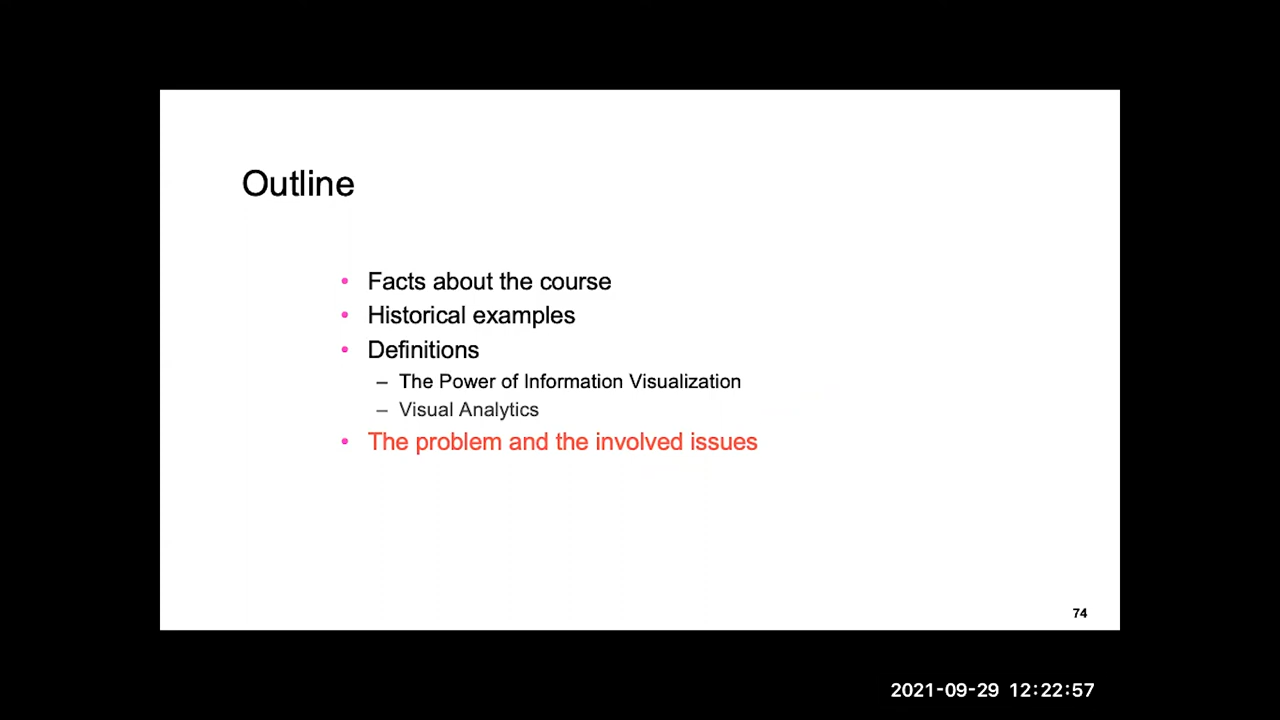 Outline
• Facts about the course
• Historical examples
• Definitions
– The Power of Information Visualization
– Visual Analytics
• The problem and the involved issues
74
2021-09-29 12:22:57